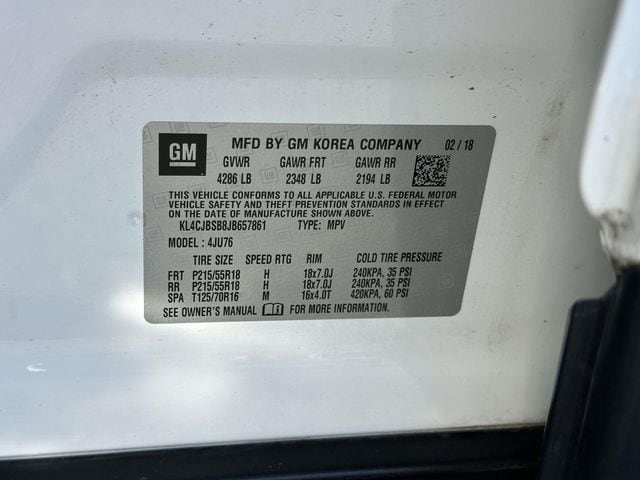 GM MFD BY GM KOREA COMPANY 02/18
GVWR GAWR FRT GAWR RR
4286 LB 2348 LB 2194 LB
THIS VEHICLE CONFORMS TO ALL APPLICABLE U.S. FEDERAL MOTOR
VEHICLE SAFETY AND THEFT PREVENTION STANDARDS IN EFFECT ON THE
DATE OF MANUFACTURE SHOWN ABOVE.
KL4CJBSB8JB657861 TYPE: MPV
MODEL : 4JU76
TIRE SIZE SPEED RTG RIM COLD TIRE PRESSURE
FRT P215/55R18 H 18x7.0J 240KPA, 35 PSI
RR P215/55R18 H 18x7.0J 240KPA, 35 PSI
SPA T125/70R16 M 16x4.0T 420KPA, 60 PSI
SEE OWNER'S MANUAL FOR MORE INFORMATION.